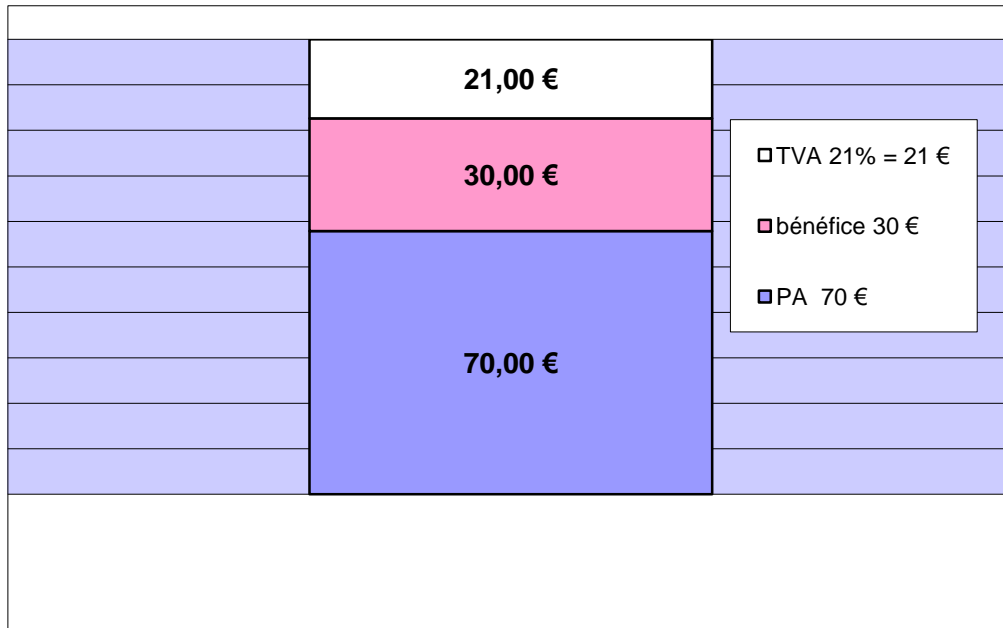 21,00 €
30,00 €
70,00 €
TVA 21% = 21 €
bénéfice 30 €
PA  70 €